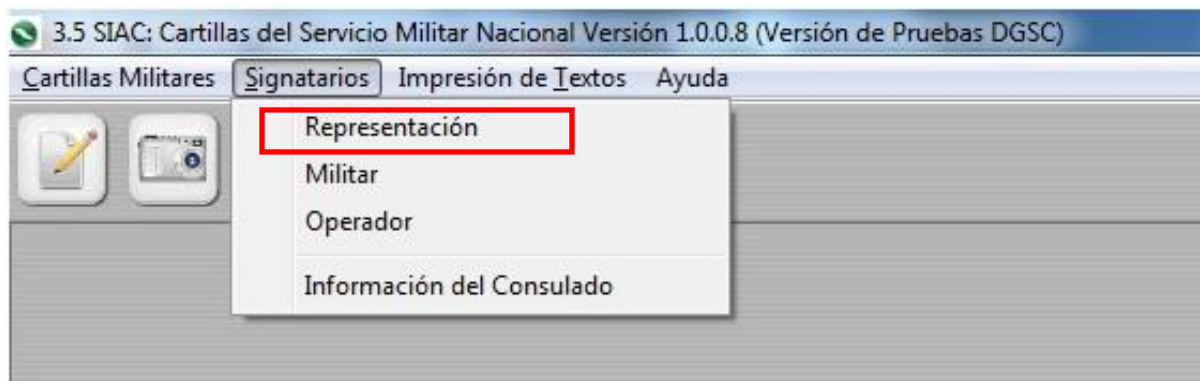 3.5 SIAC: Cartillas del Servicio Militar Nacional Versión 1.0.0.8 (Versión de Pruebas DGSC)
Cartillas Militares Signatarios Impresión de Textos Ayuda
Representación
Militar
Operador
Información del Consulado